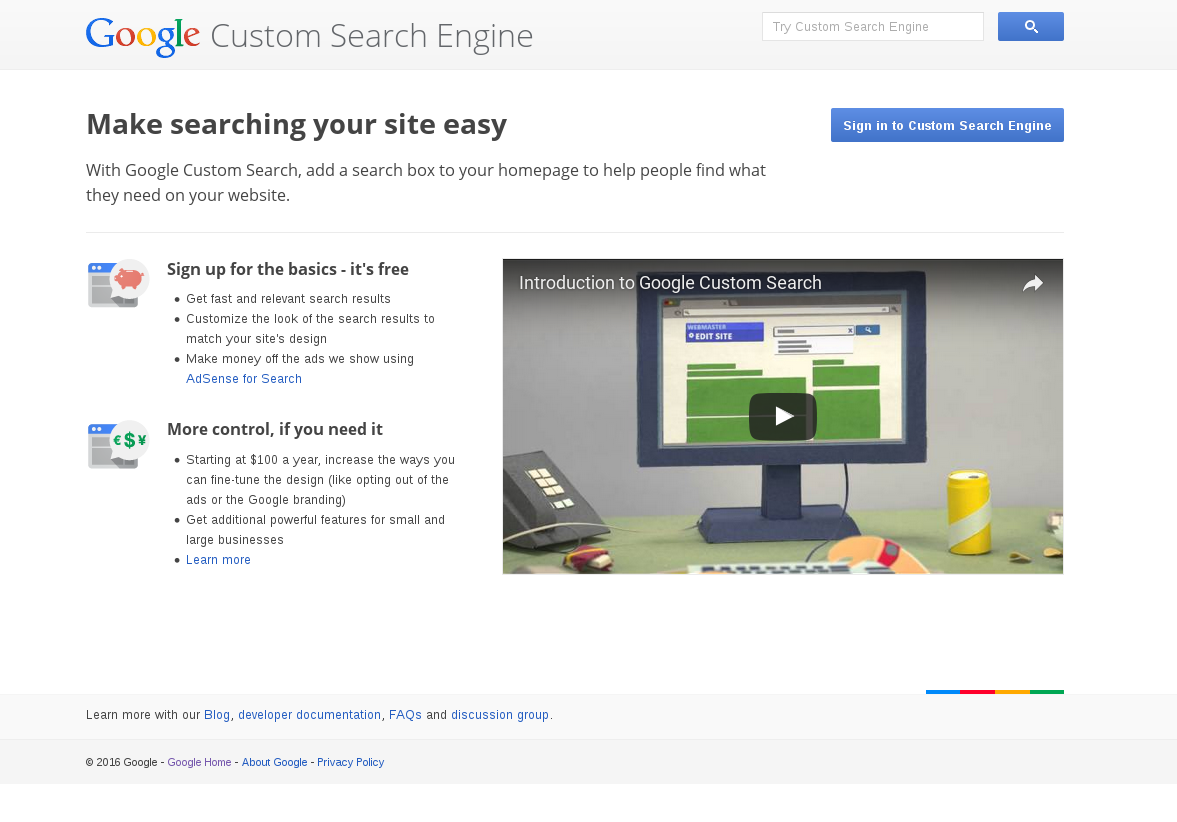 Google Custom Search Engine
Try Custom Search Engine
Make searching your site easy
Sign in to Custom Search Engine
With Google Custom Search, add a search box to your homepage to help people find what
they need on your website.
Sign up for the basics - it's free
Get fast and relevant search results
Customize the look of the search results to
match your site's design
Make money off the ads we show using
AdSense for Search
€$¥
More control, if you need it
Starting at $100 a year, increase the ways you
can fine-tune the design (like opting out of the
ads or the Google branding)
Get additional powerful features for small and
large businesses
Learn more
Introduction to Google Custom Search
WEBMASTER
EDIT SITE
Learn more with our Blog, developer documentation, FAQs and discussion group.
© 2016 Google - Google Home - About Google - Privacy Policy